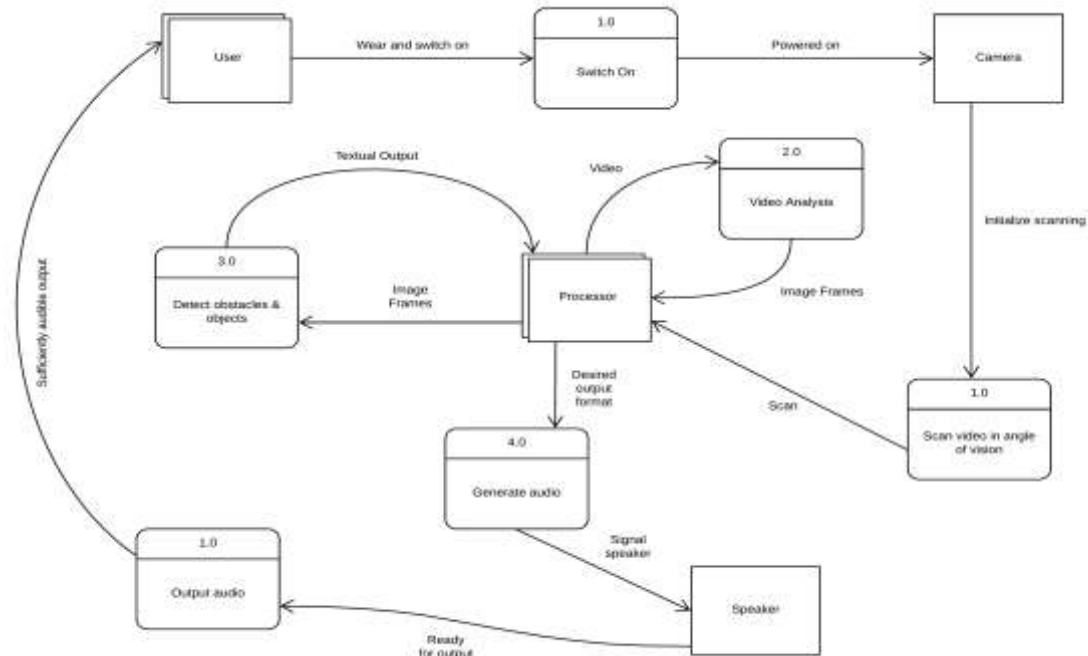 1.0
User
Wear and switch on
Switch On
Powered on
Camera
Textual Output
Video
2.0
Video Analysis
Initialize scanning
3.0
Detect obstacles &
objects
Image
Frames
Processor
Image Frames
Sufficiently audible output
Desired
output
format
Scan
1.0
Scan video in angle
of vision
4.0
Generate audio
1.0
Output audio
Signal
speaker
Speaker
Ready
for output